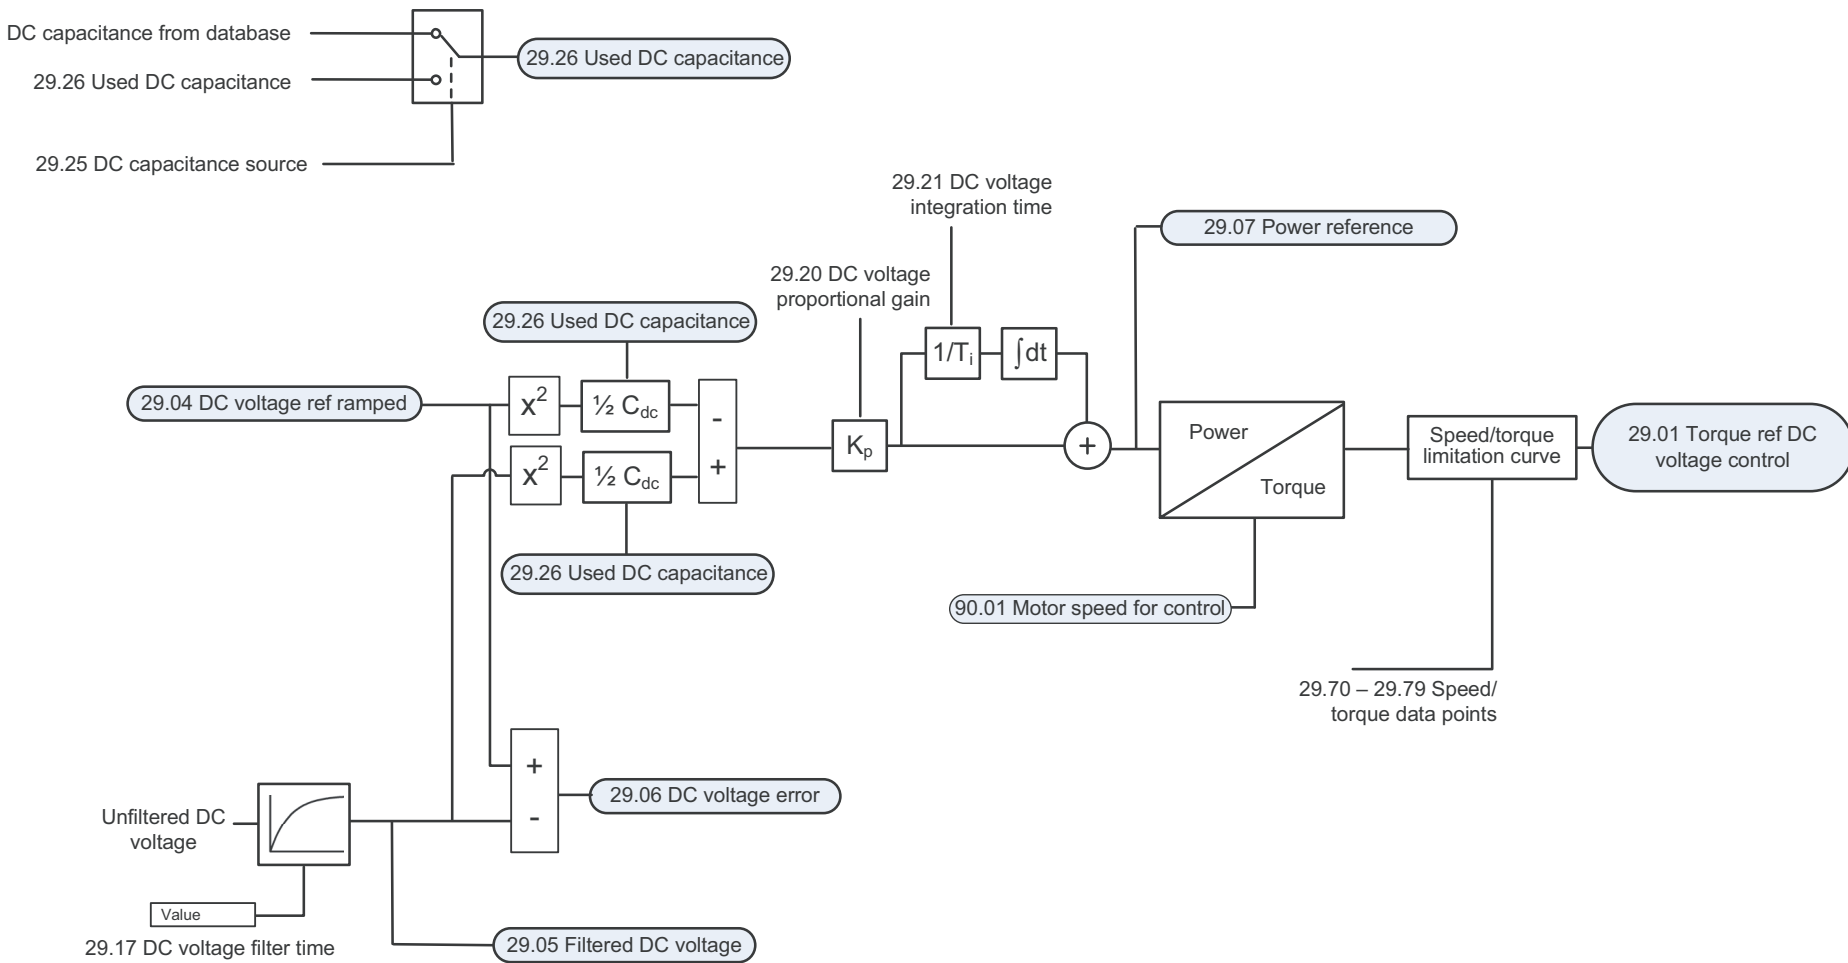 DC capacitance from database
29.26 Used DC capacitance
29.26 Used DC capacitance
29.25 DC capacitance source
29.21 DC voltage
integration time
29.07 Power reference
29.20 DC voltage
proportional gain
29.26 Used DC capacitance
1/Ti
∫dt
29.04 DC voltage ref ramped
x²
½ Cdc
-
+
x²
½ Cdc
Kp
+
Power
Torque
Speed/torque
limitation curve
29.01 Torque ref DC
voltage control
29.26 Used DC capacitance
90.01 Motor speed for control
29.70 – 29.79 Speed/
torque data points
+
-
29.06 DC voltage error
Unfiltered DC
voltage
Value
29.17 DC voltage filter time
29.05 Filtered DC voltage